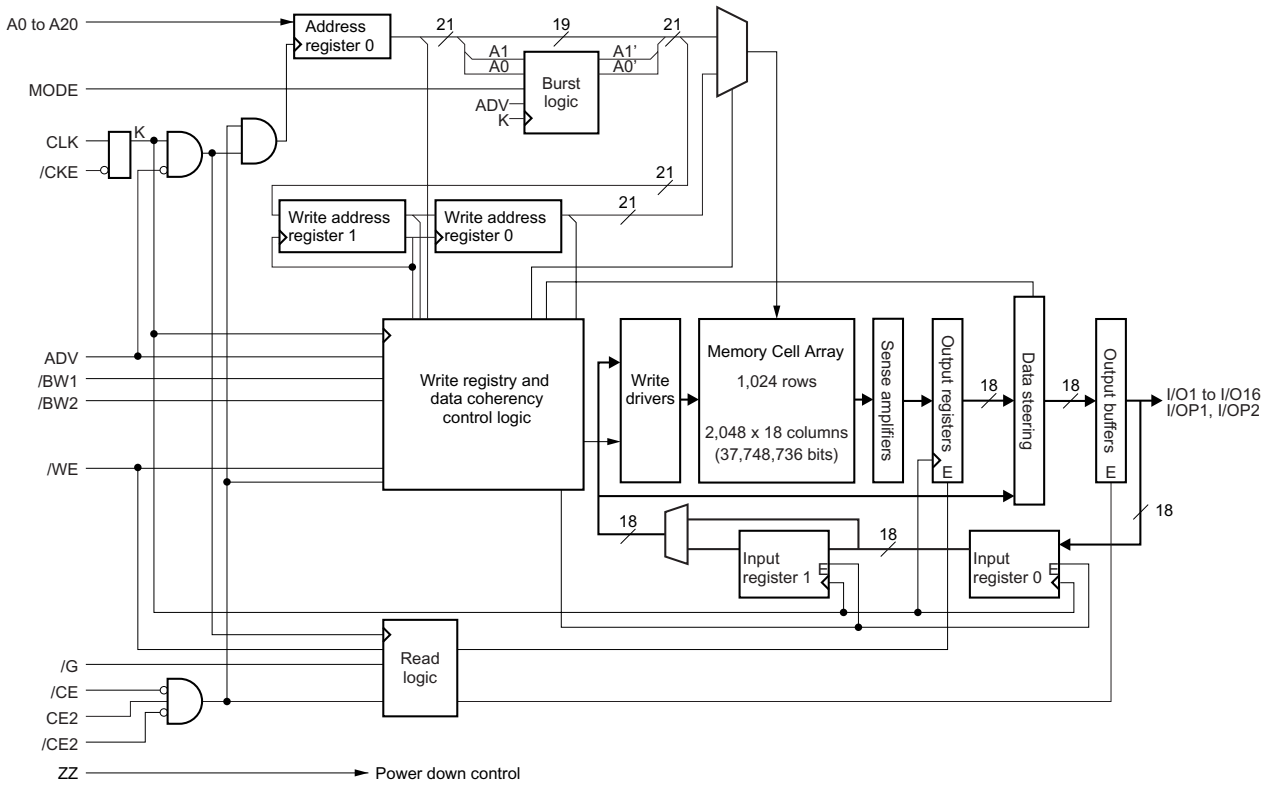 A0 to A20
Address
register 0
21
19
21
A1
A0
A1’
A0’
Burst
logic
MODE
ADV
K
CLK
K
/CKE
21
Write address
register 1
Write address
register 0
21
ADV
/BW1
/BW2
/WE
Write registry and
data coherency
control logic
Write
drivers
Memory Cell Array
1,024 rows
2,048 x 18 columns
(37,748,736 bits)
Sense amplifiers
Output registers
E
18
Data steering
18
Output buffers
E
I/O1 to I/O16
I/OP1, I/OP2
18
18
Input
register 1
E
18
Input
register 0
E
Read
logic
/G
/CE
CE2
/CE2
ZZ
Power down control